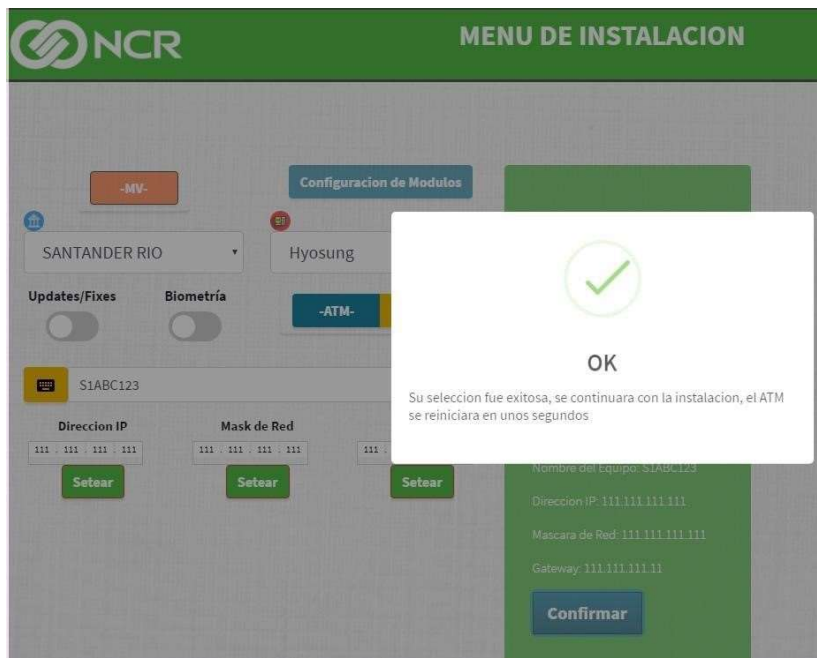 NCR
MENU DE INSTALACION
-MV-
Configuracion de Modulos
SANTANDER RIO
Hyosung
Updates/Fixes
Biometría
-ATM-
OK
Su seleccion fue exitosa, se continuara con la instalacion, el ATM
se reiniciara en unos segundos
S1ABC123
Direccion IP
Mask de Red
111 . 111 . 111 . 111
111 . 111 . 111 . 111
111 .
Setear
Setear
Setear
Nombre del Equipo: S1ABC123
Direccion IP: 111.111.111.111
Mascara de Red: 111.111.111.111
Gateway: 111.111.111.11
Confirmar